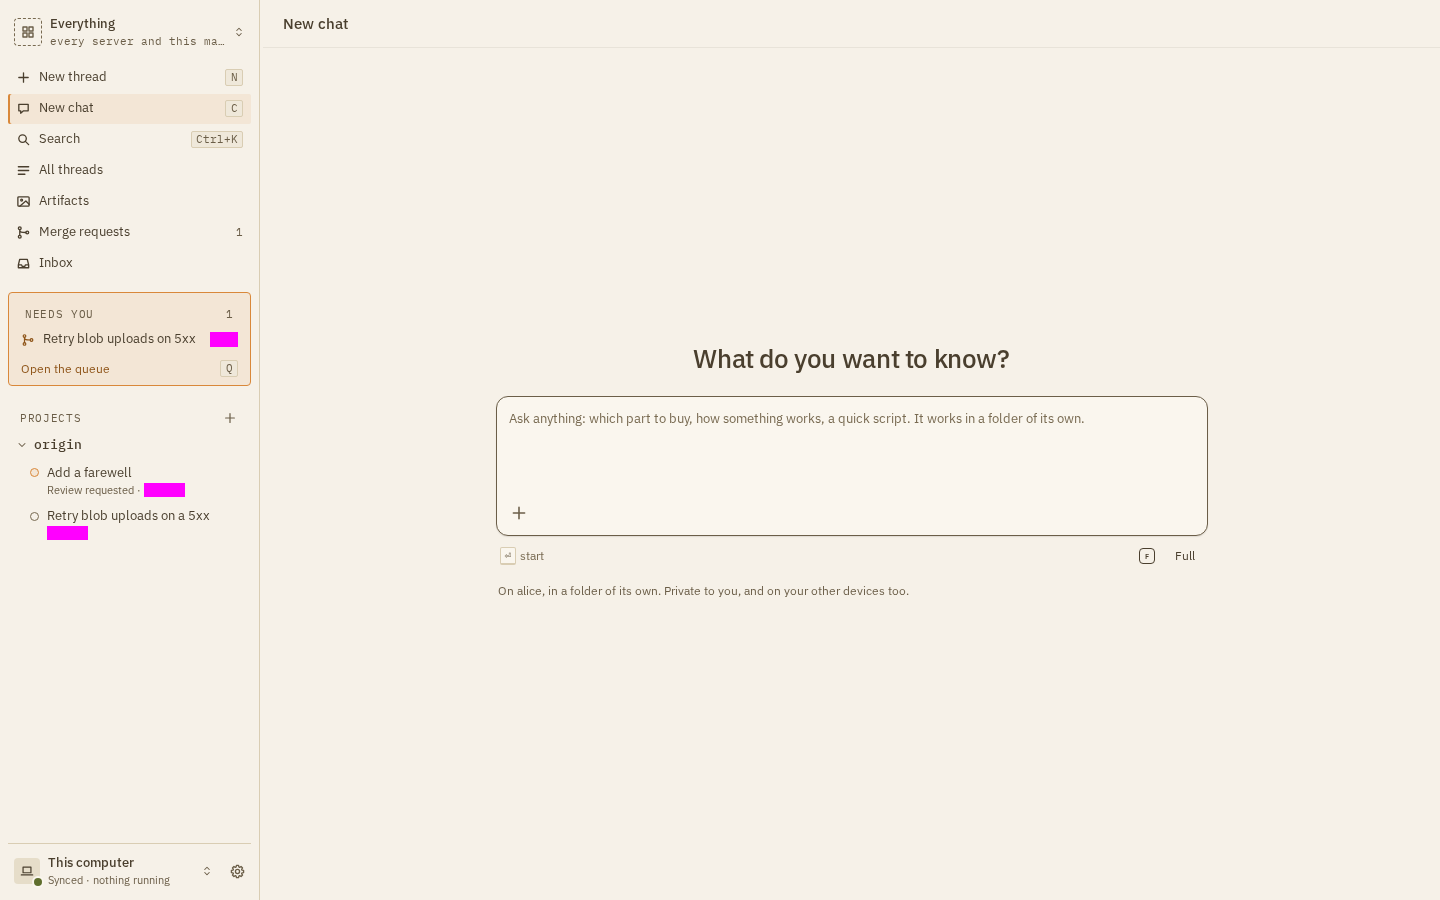 Everything
every server and this ma…
New thread N
New chat C
Search Ctrl+K
All threads
Artifacts
Merge requests 1
Inbox
NEEDS YOU 1
Retry blob uploads on 5xx
Open the queue Q
PROJECTS
origin
Add a farewell
Review requested ·
Retry blob uploads on a 5xx
This computer
Synced · nothing running
New chat
What do you want to know?
Ask anything: which part to buy, how something works, a quick script. It works in a folder of its own.
⏎ start F Full
On alice, in a folder of its own. Private to you, and on your other devices too.